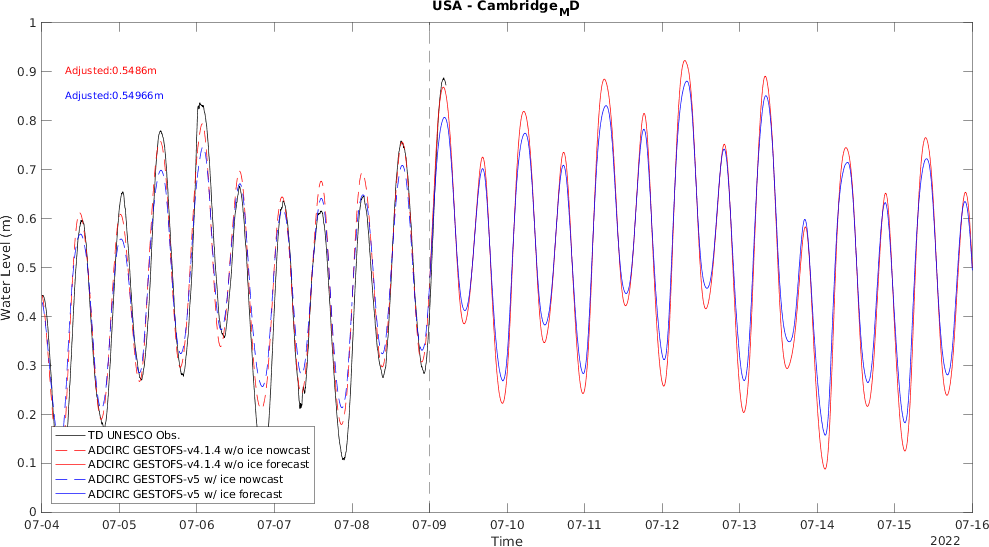 USA - Cambridge_MD
Adjusted:0.5486m
Adjusted:0.54966m
Water Level (m)
1
0.9
0.8
0.7
0.6
0.5
0.4
0.3
0.2
0.1
0
TD UNESCO Obs.
ADCIRC GESTOFS-v4.1.4 w/o ice nowcast
ADCIRC GESTOFS-v4.1.4 w/o ice forecast
ADCIRC GESTOFS-v5 w/ ice nowcast
ADCIRC GESTOFS-v5 w/ ice forecast
07-04 07-05 07-06 07-07 07-08 07-09 07-10 07-11 07-12 07-13 07-14 07-15 07-16
Time
2022